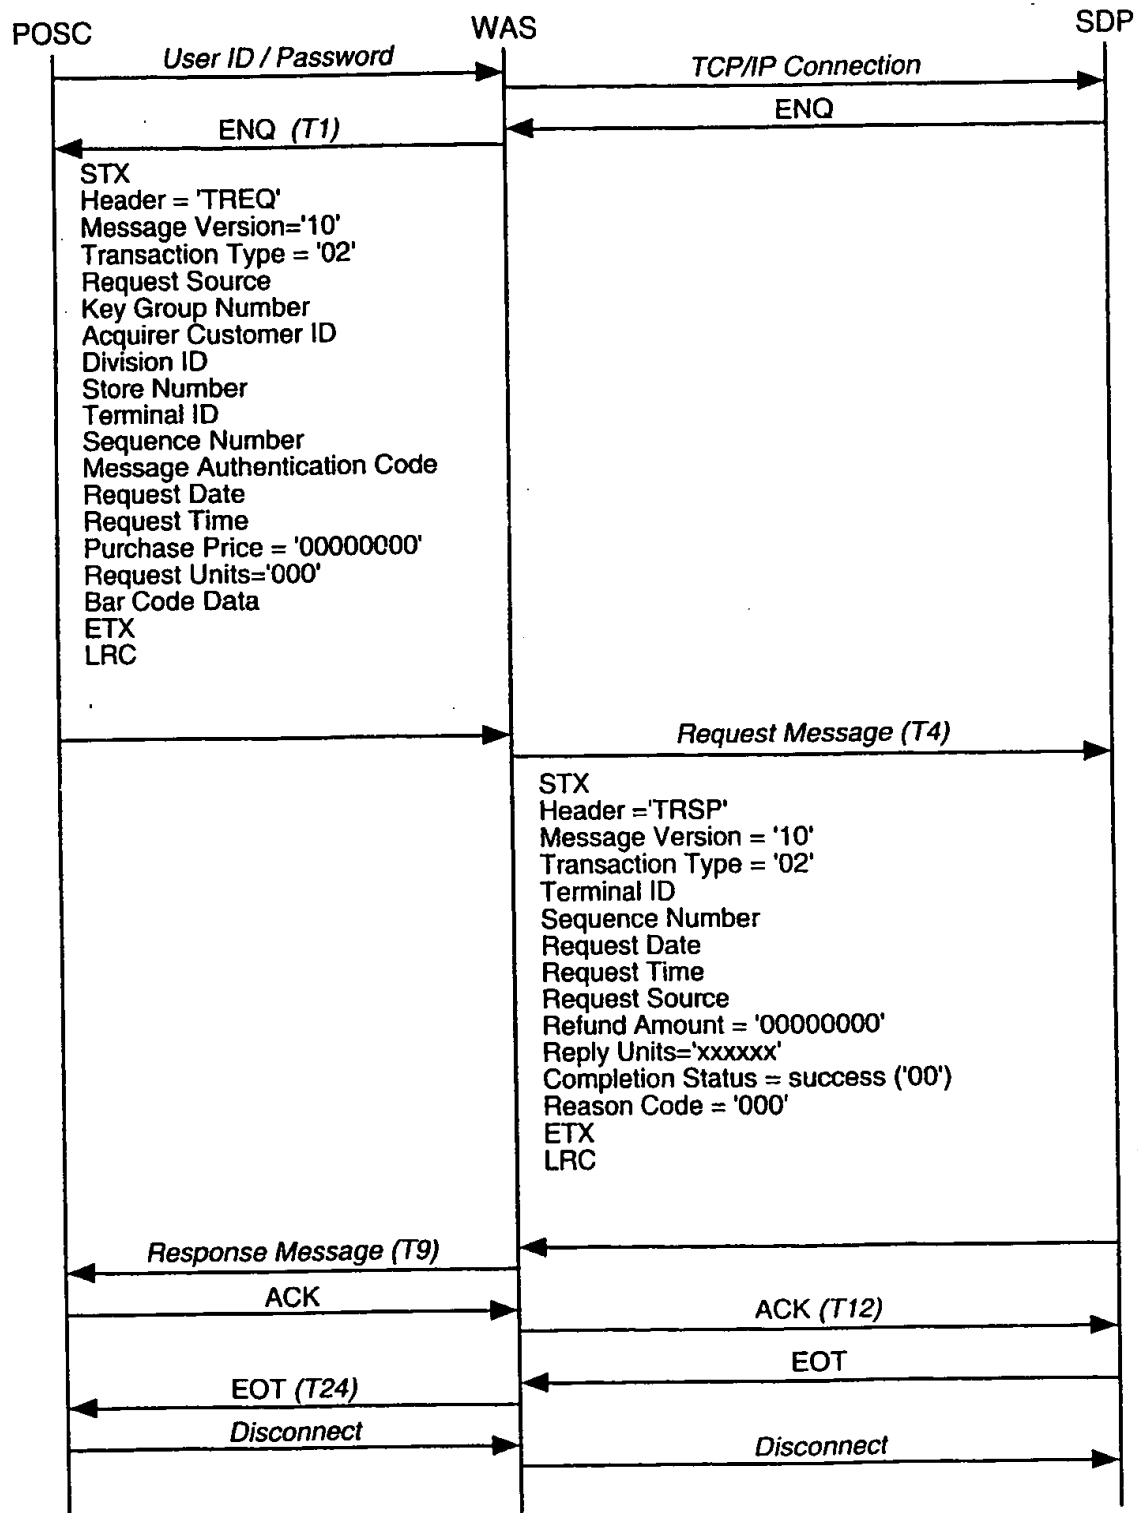 POSC
WAS
SDP
User ID / Password
TCP/IP Connection
ENQ
ENQ (T1)
STX
Header = 'TREQ'
Message Version='10'
Transaction Type = '02'
Request Source
Key Group Number
Acquirer Customer ID
Division ID
Store Number
Terminal ID
Sequence Number
Message Authentication Code
Request Date
Request Time
Purchase Price = '00000000'
Request Units='000'
Bar Code Data
ETX
LRC
Request Message (T4)
STX
Header ='TRSP'
Message Version = '10'
Transaction Type = '02'
Terminal ID
Sequence Number
Request Date
Request Time
Request Source
Refund Amount = '00000000'
Reply Units='xxxxxx'
Completion Status = success ('00')
Reason Code = '000'
ETX
LRC
Response Message (T9)
ACK
ACK (T12)
EOT
EOT (T24)
Disconnect
Disconnect